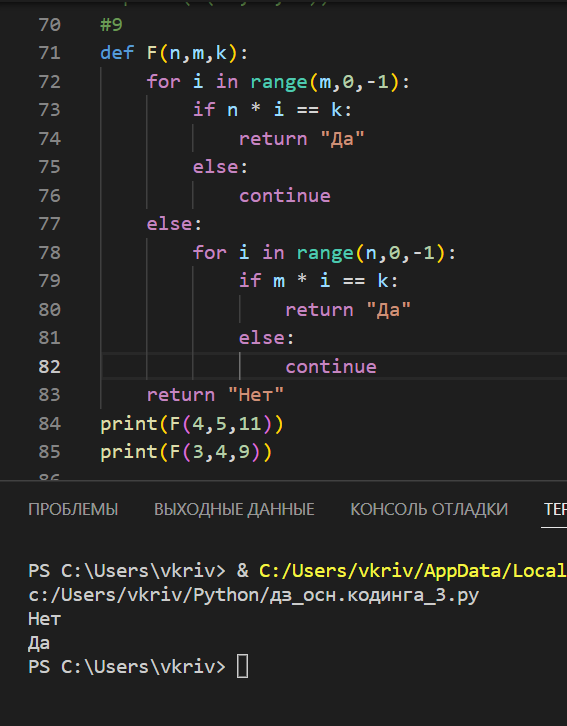 70 #9
71 def F(n,m,k):
72 for i in range(m,0,-1):
73 if n * i == k:
74 return "Да"
75 else:
76 continue
77 else:
78 for i in range(n,0,-1):
79 if m * i == k:
80 return "Да"
81 else:
82 continue
83 return "Нет"
84 print(F(4,5,11))
85 print(F(3,4,9))
ПРОБЛЕМЫ ВЫХОДНЫЕ ДАННЫЕ КОНСОЛЬ ОТЛАДКИ
PS C:\Users\vkriv> & C:/Users/vkriv/AppData/Local
c:/Users/vkriv/Python/дз_осн.кодинга_3.py
Нет
Да
PS C:\Users\vkriv>